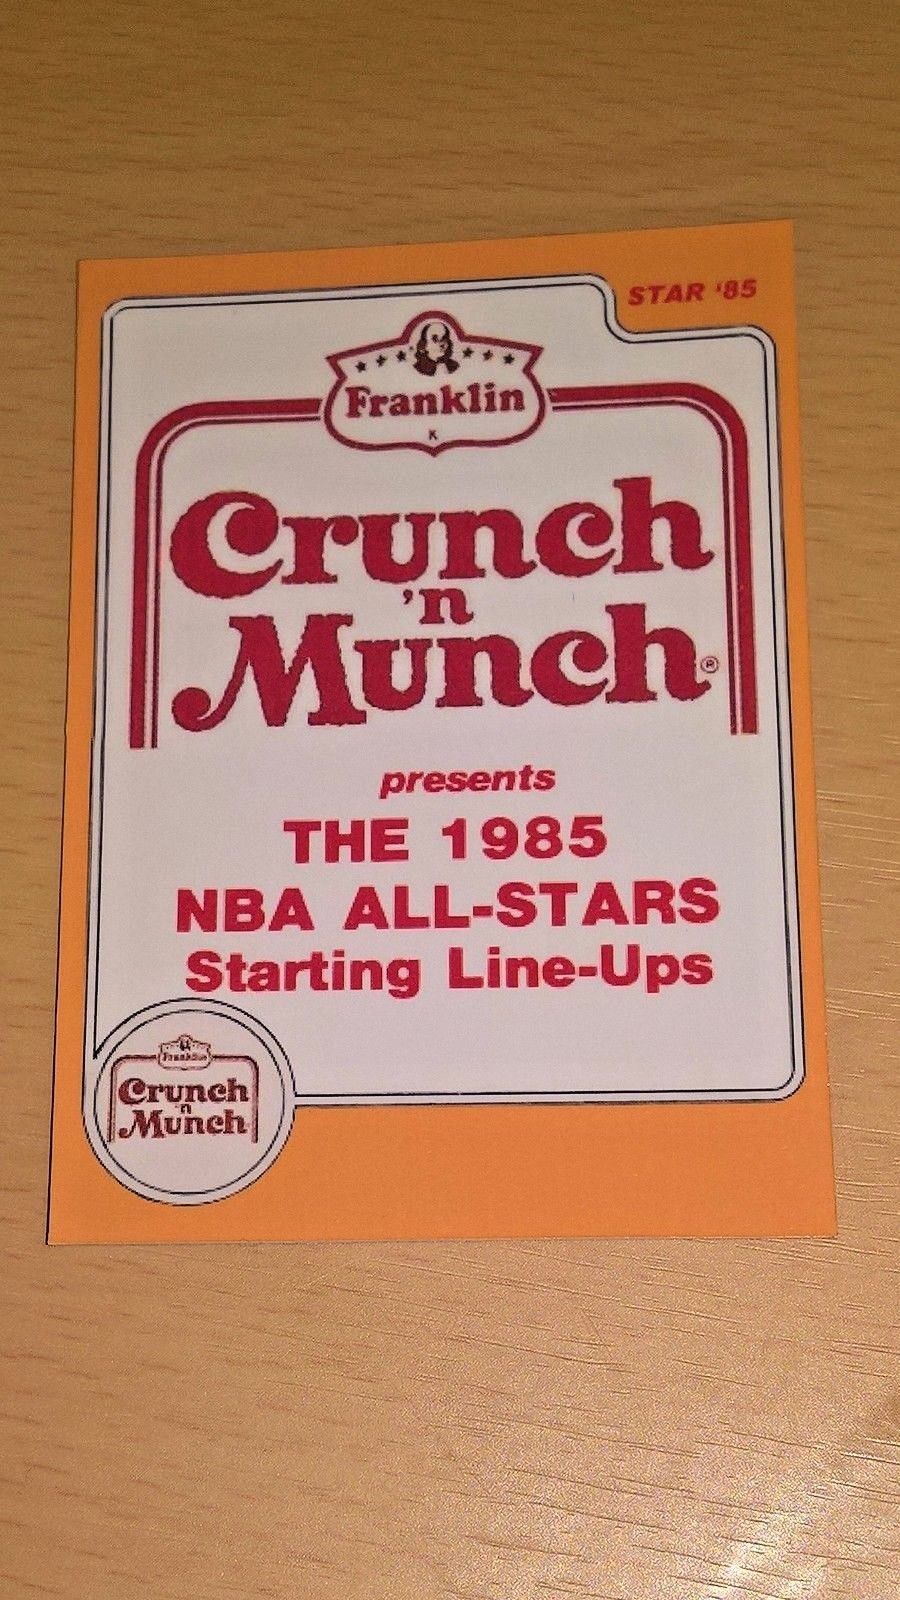 STAR '85
Franklin
K
Crunch
'n
Munch®
presents
THE 1985
NBA ALL-STARS
Starting Line-Ups
Franklin
Crunch
'n
Munch